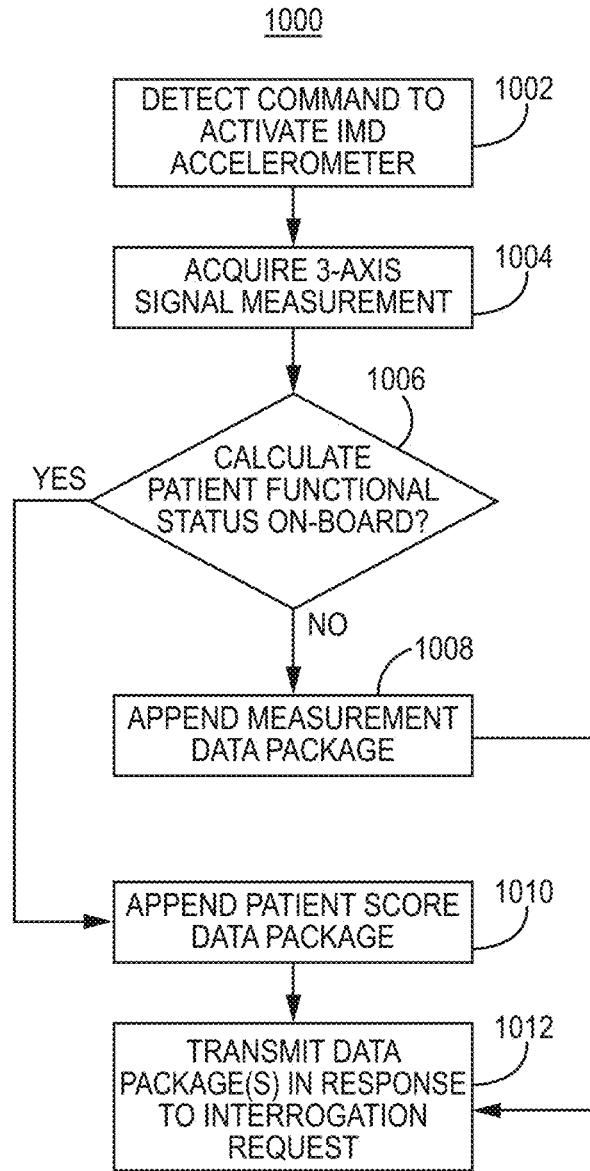 1000
DETECT COMMAND TO
ACTIVATE IMD
ACCELEROMETER
1002
ACQUIRE 3-AXIS
SIGNAL MEASUREMENT
1004
1006
CALCULATE
PATIENT FUNCTIONAL
STATUS ON-BOARD?
YES
NO
1008
APPEND MEASUREMENT
DATA PACKAGE
APPEND PATIENT SCORE
DATA PACKAGE
1010
TRANSMIT DATA
PACKAGE(S) IN RESPONSE
TO INTERROGATION
REQUEST
1012